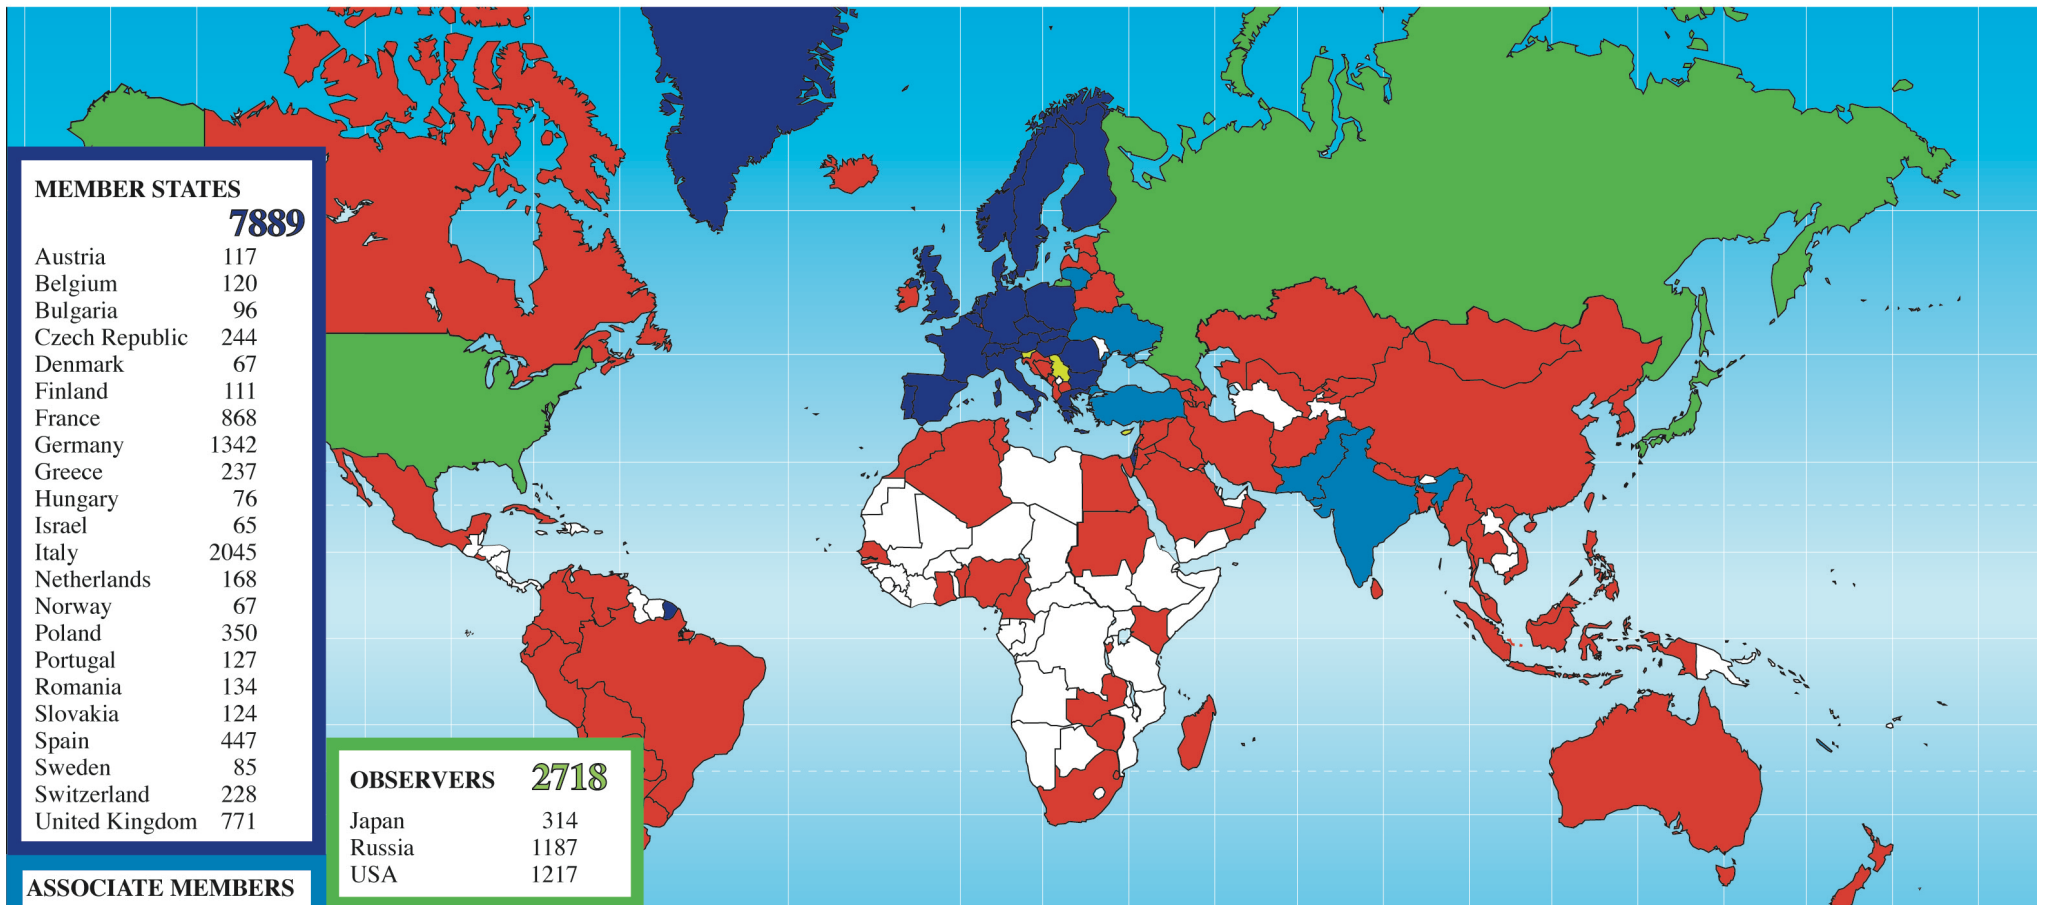 MEMBER STATES
7889
Austria 117
Belgium 120
Bulgaria 96
Czech Republic 244
Denmark 67
Finland 111
France 868
Germany 1342
Greece 237
Hungary 76
Israel 65
Italy 2045
Netherlands 168
Norway 67
Poland 350
Portugal 127
Romania 134
Slovakia 124
Spain 447
Sweden 85
Switzerland 228
United Kingdom 771
ASSOCIATE MEMBERS
OBSERVERS 2718
Japan 314
Russia 1187
USA 1217